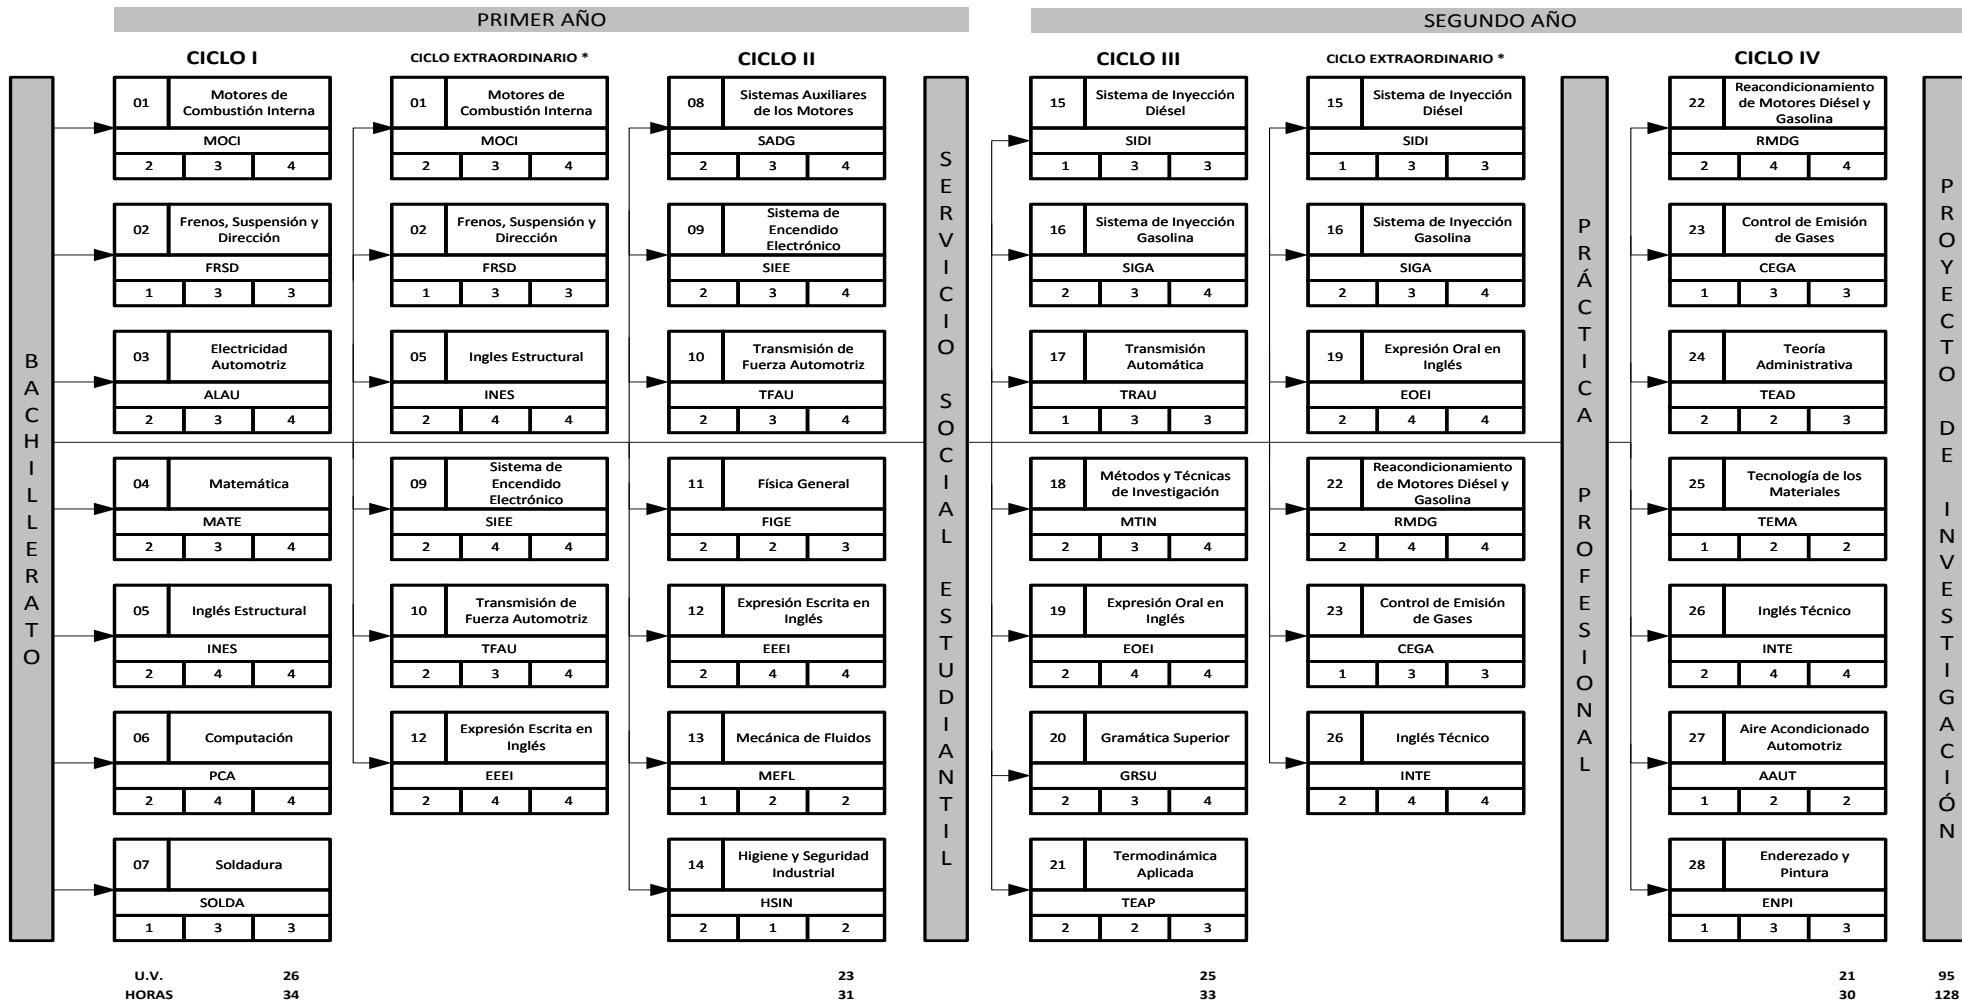 PRIMER AÑO
SEGUNDO AÑO
CICLO I
CICLO EXTRAORDINARIO *
CICLO II
CICLO III
CICLO EXTRAORDINARIO *
CICLO IV
BACHILLERATO
01
Motores de
Combustión Interna
MOCI
2 3 4
02
Frenos, Suspensión y
Dirección
FRSD
1 3 3
03
Electricidad
Automotriz
ALAU
2 3 4
04
Matemática
MATE
2 3 4
05
Inglés Estructural
INES
2 4 4
06
Computación
PCA
2 4 4
07
Soldadura
SOLDA
1 3 3
01
Motores de
Combustión Interna
MOCI
2 3 4
02
Frenos, Suspensión y
Dirección
FRSD
1 3 3
05
Ingles Estructural
INES
2 4 4
09
Sistema de
Encendido
Electrónico
SIEE
2 4 4
10
Transmisión de
Fuerza Automotriz
TFAU
2 3 4
12
Expresión Escrita en
Inglés
EEEI
2 4 4
08
Sistemas Auxiliares
de los Motores
SADG
2 3 4
09
Sistema de
Encendido
Electrónico
SIEE
2 3 4
10
Transmisión de
Fuerza Automotriz
TFAU
2 3 4
11
Física General
FIGE
2 2 3
12
Expresión Escrita en
Inglés
EEEI
2 4 4
13
Mecánica de Fluidos
MEFL
1 2 2
14
Higiene y Seguridad
Industrial
HSIN
2 1 2
SERVICIO SOCIAL ESTUDIANTIL
15
Sistema de Inyección
Diésel
SIDI
1 3 3
16
Sistema de Inyección
Gasolina
SIGA
2 3 4
17
Transmisión
Automática
TRAU
1 3 3
18
Métodos y Técnicas
de Investigación
MTIN
2 3 4
19
Expresión Oral en
Inglés
EOEI
2 4 4
20
Gramática Superior
GRSU
2 3 4
21
Termodinámica
Aplicada
TEAP
2 2 3
15
Sistema de Inyección
Diésel
SIDI
1 3 3
16
Sistema de Inyección
Gasolina
SIGA
2 3 4
19
Expresión Oral en
Inglés
EOEI
2 4 4
22
Reacondicionamiento
de Motores Diésel y
Gasolina
RMDG
2 4 4
23
Control de Emisión
de Gases
CEGA
1 3 3
26
Inglés Técnico
INTE
2 4 4
PRÁCTICA PROFESIONAL
22
Reacondicionamiento
de Motores Diésel y
Gasolina
RMDG
2 4 4
23
Control de Emisión
de Gases
CEGA
1 3 3
24
Teoría
Administrativa
TEAD
2 2 3
25
Tecnología de los
Materiales
TEMA
1 2 2
26
Inglés Técnico
INTE
2 4 4
27
Aire Acondicionado
Automotriz
AAUT
1 2 2
28
Enderezado y
Pintura
ENPI
1 3 3
PROYECTO DE INVESTIGACIÓN
U.V. 26 23 25 21 95
HORAS 34 31 33 30 128